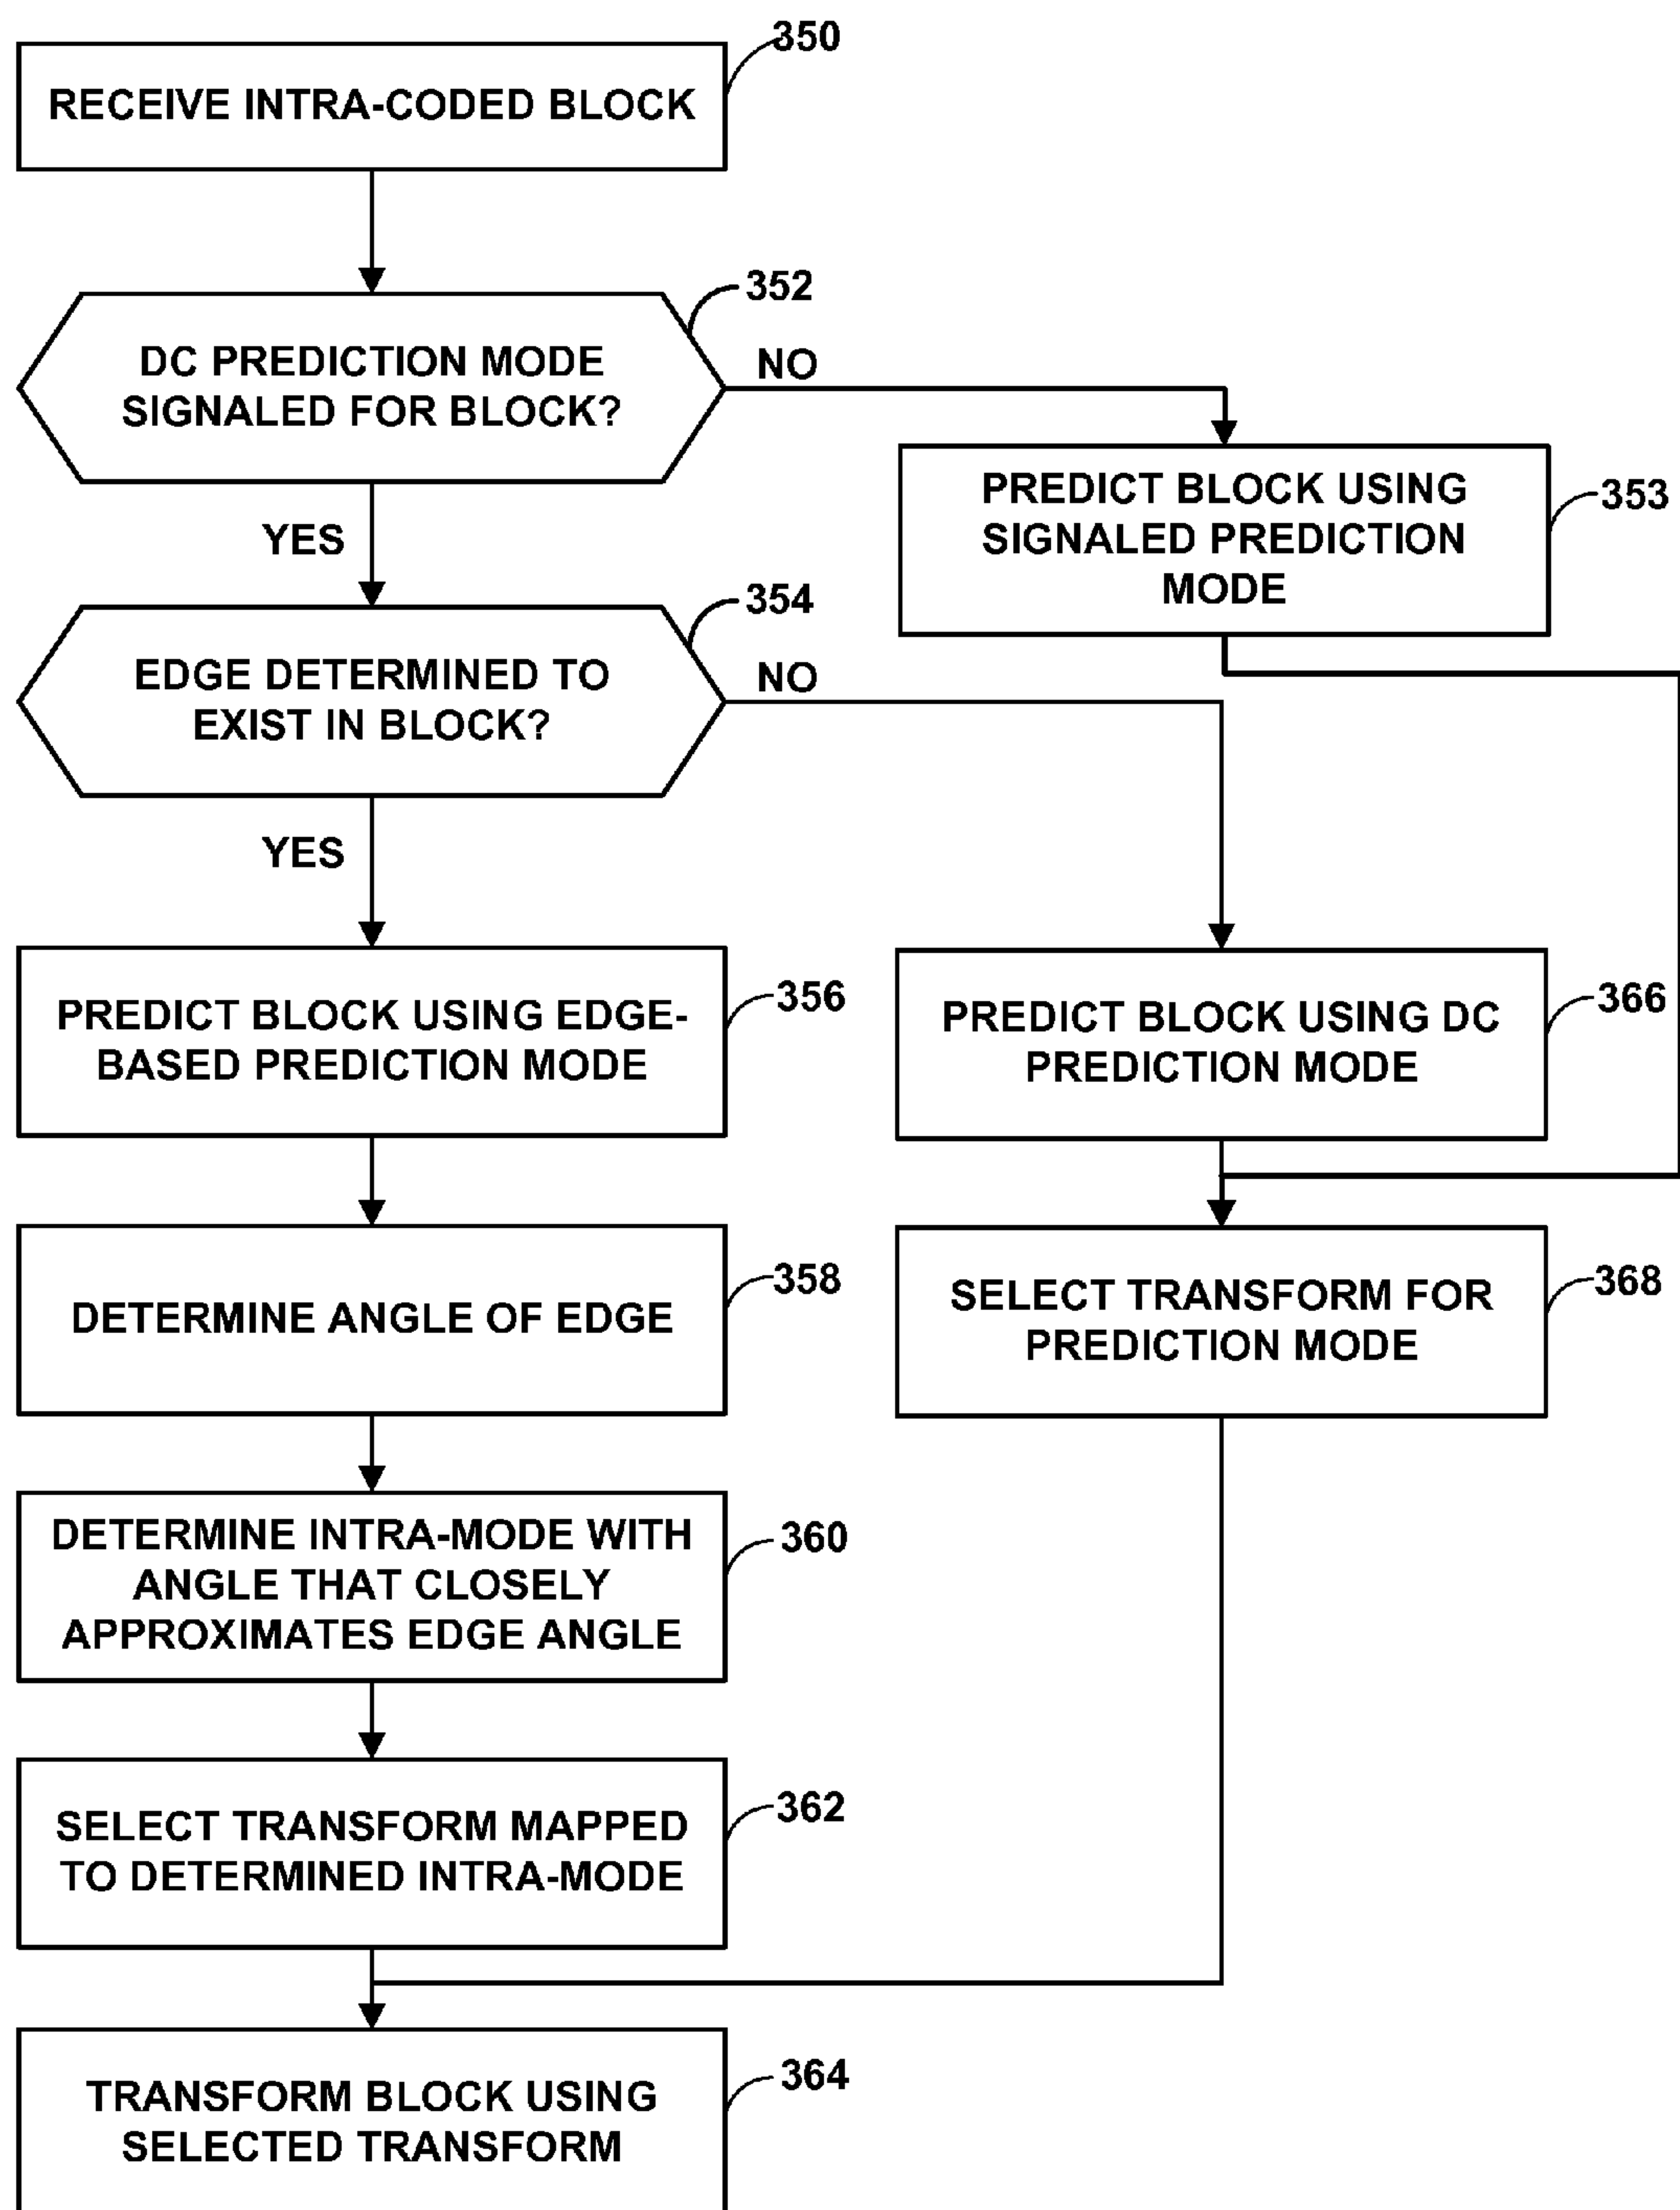 350
RECEIVE INTRA-CODED BLOCK
352
DC PREDICTION MODE
SIGNALED FOR BLOCK?
NO
YES
PREDICT BLOCK USING
SIGNALED PREDICTION
MODE
353
354
EDGE DETERMINED TO
EXIST IN BLOCK?
NO
YES
PREDICT BLOCK USING EDGE-
BASED PREDICTION MODE
356
PREDICT BLOCK USING DC
PREDICTION MODE
366
DETERMINE ANGLE OF EDGE
358
SELECT TRANSFORM FOR
PREDICTION MODE
368
DETERMINE INTRA-MODE WITH
ANGLE THAT CLOSELY
APPROXIMATES EDGE ANGLE
360
SELECT TRANSFORM MAPPED
TO DETERMINED INTRA-MODE
362
TRANSFORM BLOCK USING
SELECTED TRANSFORM
364